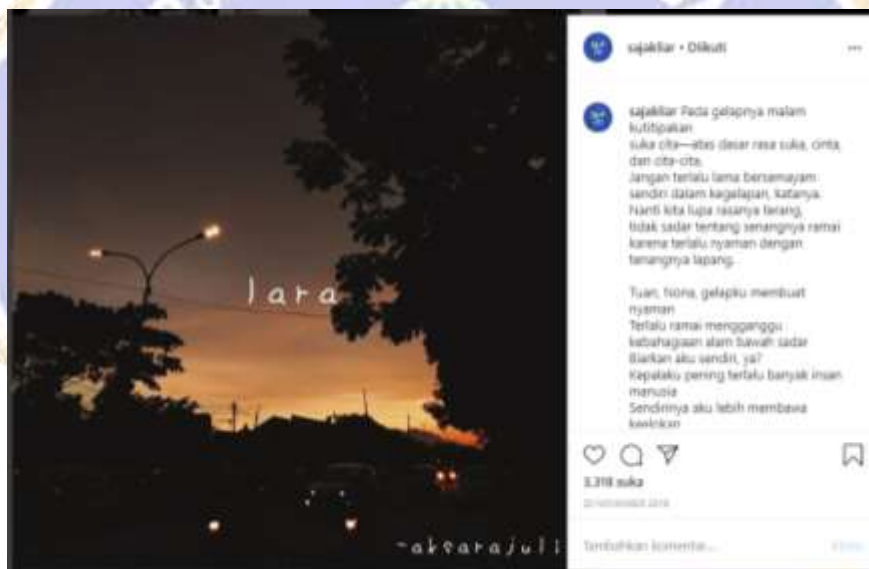 lara
~aksarajuli
sajakliar • Diikuti
sajakliar Pada gelapnya malam
kutitipakan
suka cita—atas dasar rasa suka, cinta,
dan cita-cita.
Jangan terlalu lama bersemayam
sendiri dalam kegelapan, katanya.
Nanti kita lupa rasanya terang,
tidak sadar tentang senangnya ramai
karena terlalu nyaman dengan
tenangnya lapang.
Tuan, Nona, gelapku membuat
nyaman
Terlalu ramai mengganggu
kebahagiaan alam bawah sadar
Biarkan aku sendiri, ya?
Kepalaku pening terlalu banyak insan
manusia
Sendirinya aku lebih membawa
keelokan
3.318 suka
Tambahkan komentar...